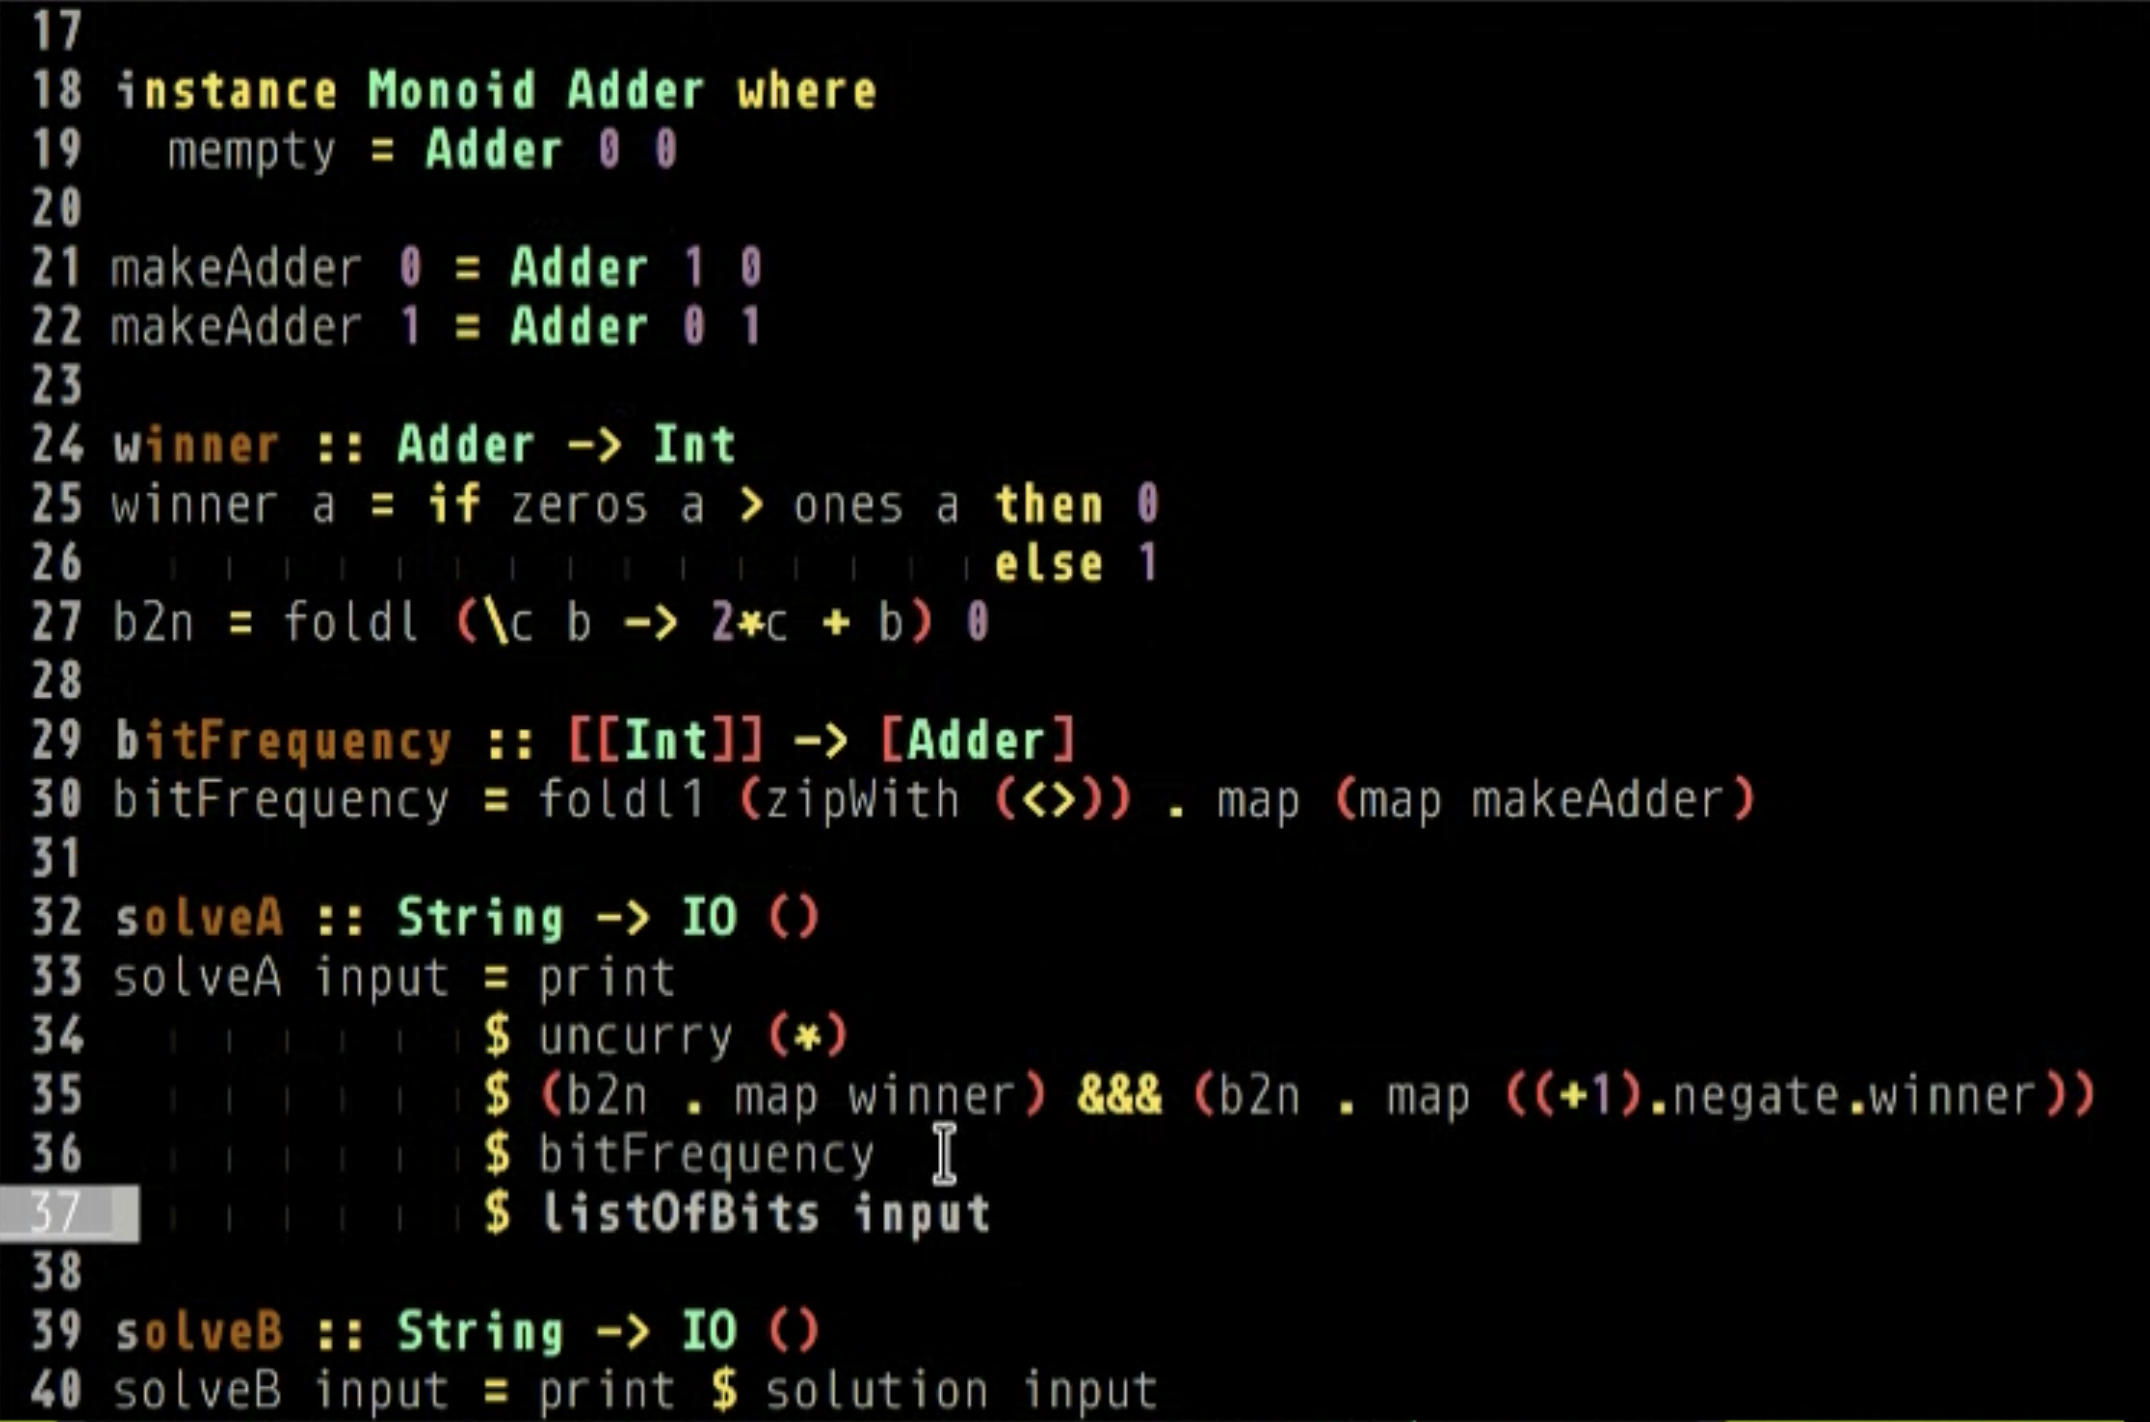 17
18 instance Monoid Adder where
19   mempty = Adder 0 0
20
21 makeAdder 0 = Adder 1 0
22 makeAdder 1 = Adder 0 1
23
24 winner :: Adder -> Int
25 winner a = if zeros a > ones a then 0
26                                else 1
27 b2n = foldl (\c b -> 2*c + b) 0
28
29 bitFrequency :: [[Int]] -> [Adder]
30 bitFrequency = foldl1 (zipWith (<>)) . map (map makeAdder)
31
32 solveA :: String -> IO ()
33 solveA input = print
34              $ uncurry (*)
35              $ (b2n . map winner) &&& (b2n . map ((+1).negate.winner))
36              $ bitFrequency
37              $ listOfBits input
38
39 solveB :: String -> IO ()
40 solveB input = print $ solution input